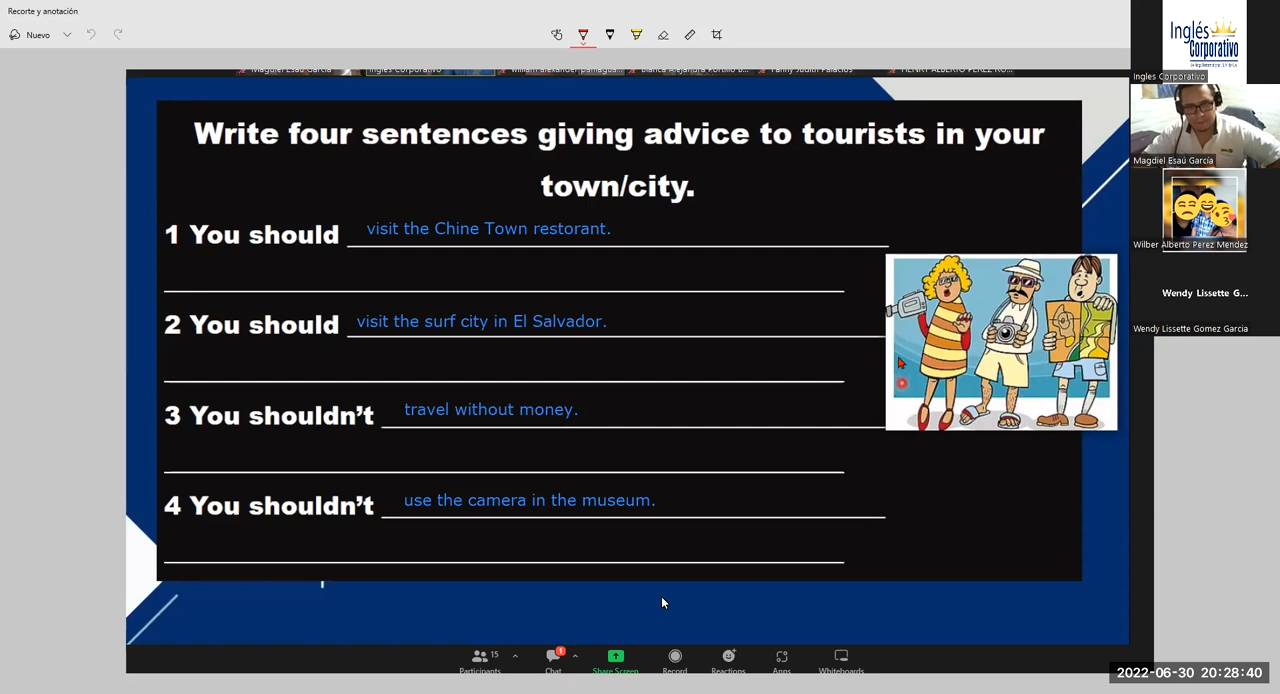 Recorte y anotación
Nuevo
Inglés
Corporativo
Ingles Corporativo
Magdiel Esaú García
Wilber Alberto Perez Mendez
Wendy Lissette G...
Wendy Lissette Gomez Garcia
Write four sentences giving advice to tourists in your
town/city.
1 You should visit the Chine Town restorant.
2 You should visit the surf city in El Salvador.
3 You shouldn't travel without money.
4 You shouldn't use the camera in the museum.
15
1
Participants Chat Share Screen Record Reactions Apps Whiteboards
2022-06-30 20:28:40